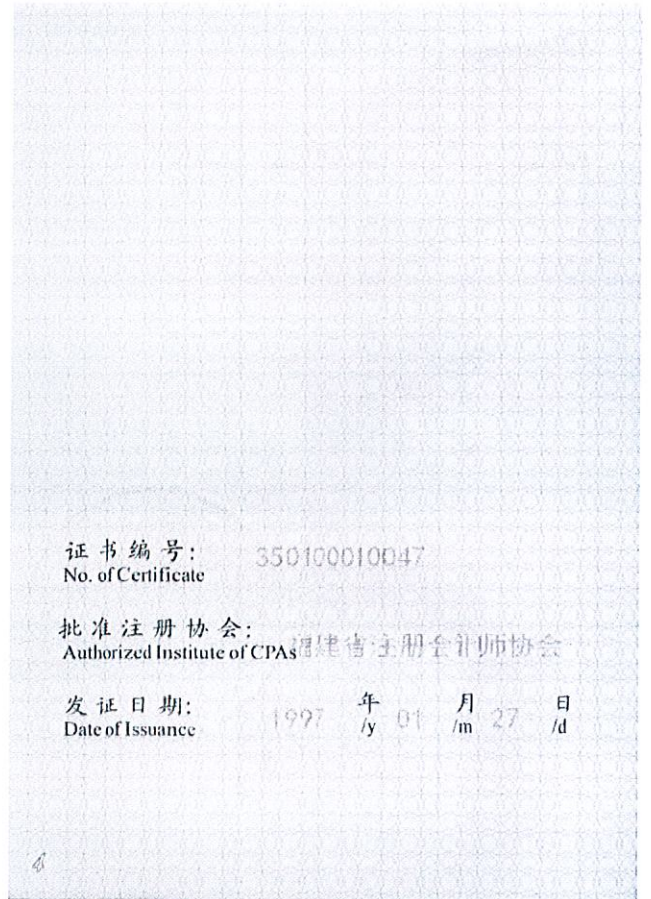 证书编号: 350100010047
No. of Certificate
批准注册协会: 福建省注册会计师协会
Authorized Institute of CPAs
发证日期: 1997 年 01 月 27 日
Date of Issuance /y /m /d